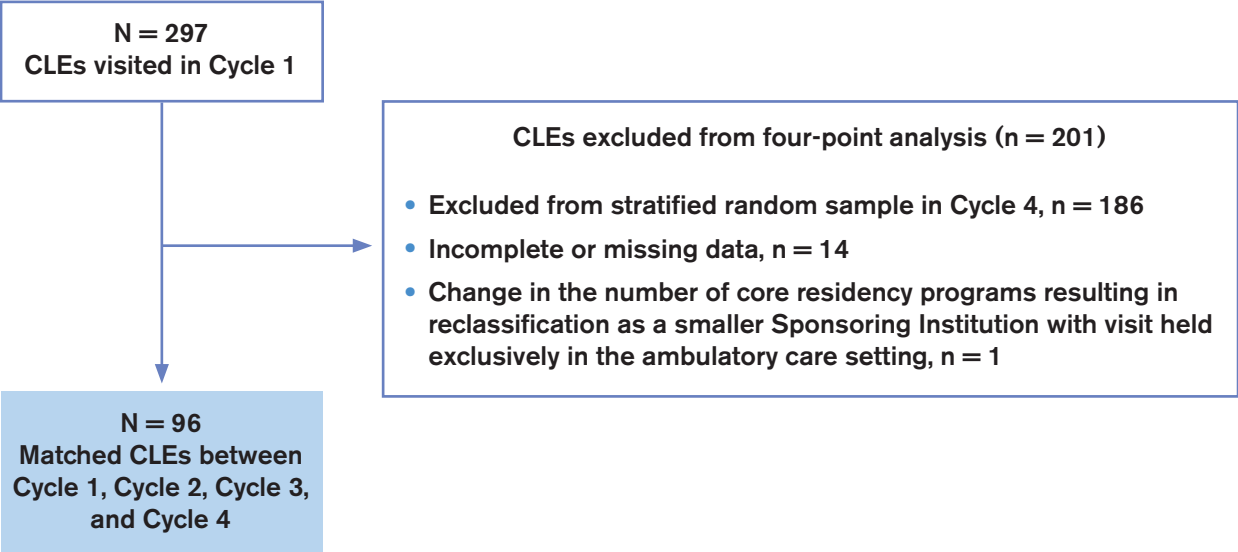 N = 297
CLEs visited in Cycle 1
CLEs excluded from four-point analysis (n = 201)
• Excluded from stratified random sample in Cycle 4, n = 186
• Incomplete or missing data, n = 14
• Change in the number of core residency programs resulting in
reclassification as a smaller Sponsoring Institution with visit held
exclusively in the ambulatory care setting, n = 1
N = 96
Matched CLEs between
Cycle 1, Cycle 2, Cycle 3,
and Cycle 4